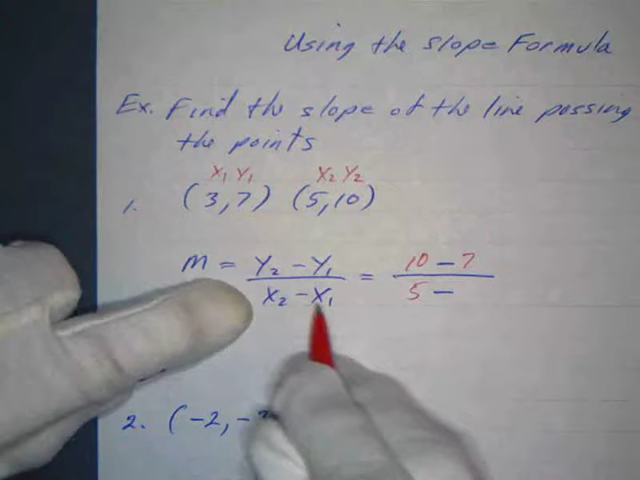 Using the slope Formula
Ex. Find the slope of the line passing
the points
X₁ Y₁ X₂ Y₂
1. (3,7) (5,10)
m = Y₂ - Y₁ / X₂ - X₁ = 10 - 7 / 5 -
2. (-2, -